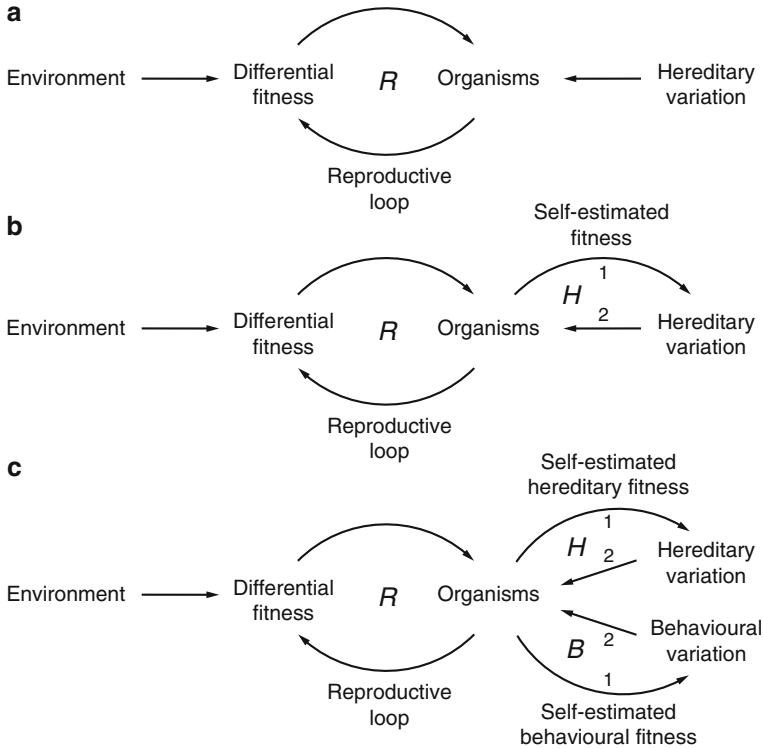 a
Environment
Differential
fitness
R
Organisms
Hereditary
variation
Reproductive
loop
b
Self-estimated
fitness
1
H
2
Environment
Differential
fitness
R
Organisms
Hereditary
variation
Reproductive
loop
c
Self-estimated
hereditary fitness
1
H
2
Hereditary
variation
Environment
Differential
fitness
R
Organisms
Behavioural
variation
B
2
1
Reproductive
loop
Self-estimated
behavioural fitness